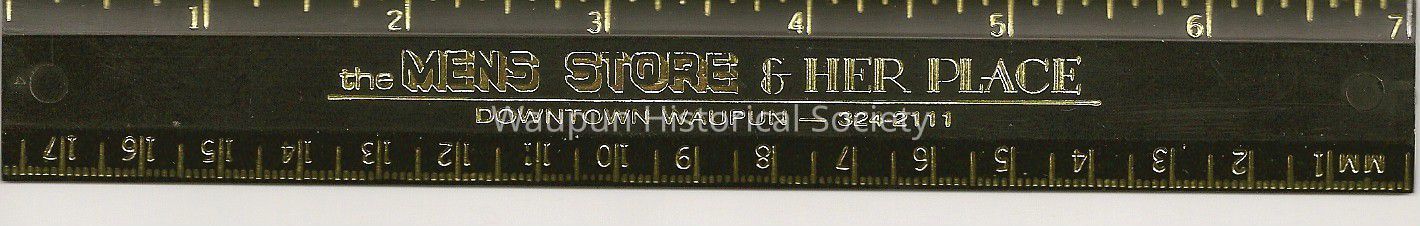 1 2 3 4 5 6 7
the MENS STORE & HER PLACE
DOWNTOWN WAUPUN — 324-2111
Waupun Historical Society
17 16 15 14 13 12 11 10 9 8 7 6 5 4 3 2 1 MM